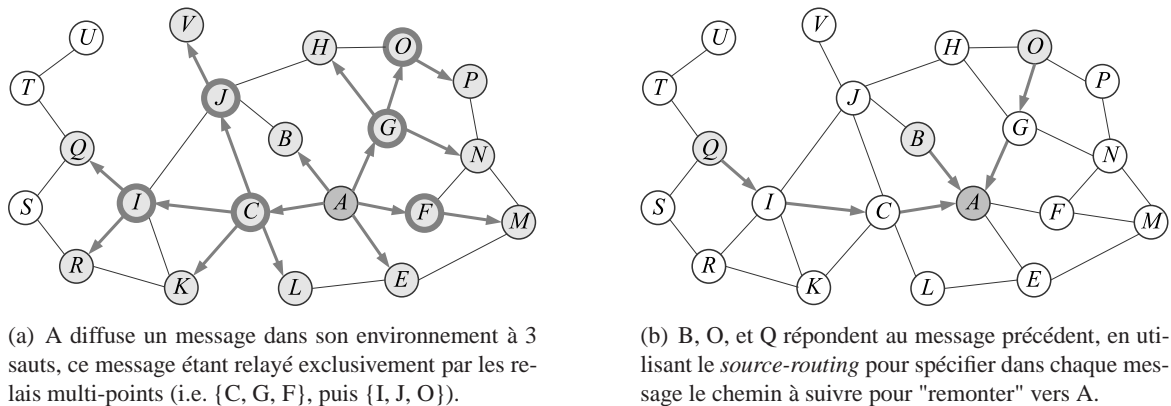 V
U
H
O
T
P
J
G
B
Q
N
S
I
C
A
F
M
R
K
L
E
(a) A diffuse un message dans son environnement à 3
sauts, ce message étant relayé exclusivement par les re-
lais multi-points (i.e. {C, G, F}, puis {I, J, O}).
V
U
H
O
T
P
J
G
B
Q
N
S
I
C
A
F
M
R
K
L
E
(b) B, O, et Q répondent au message précédent, en uti-
lisant le source-routing pour spécifier dans chaque mes-
sage le chemin à suivre pour "remonter" vers A.